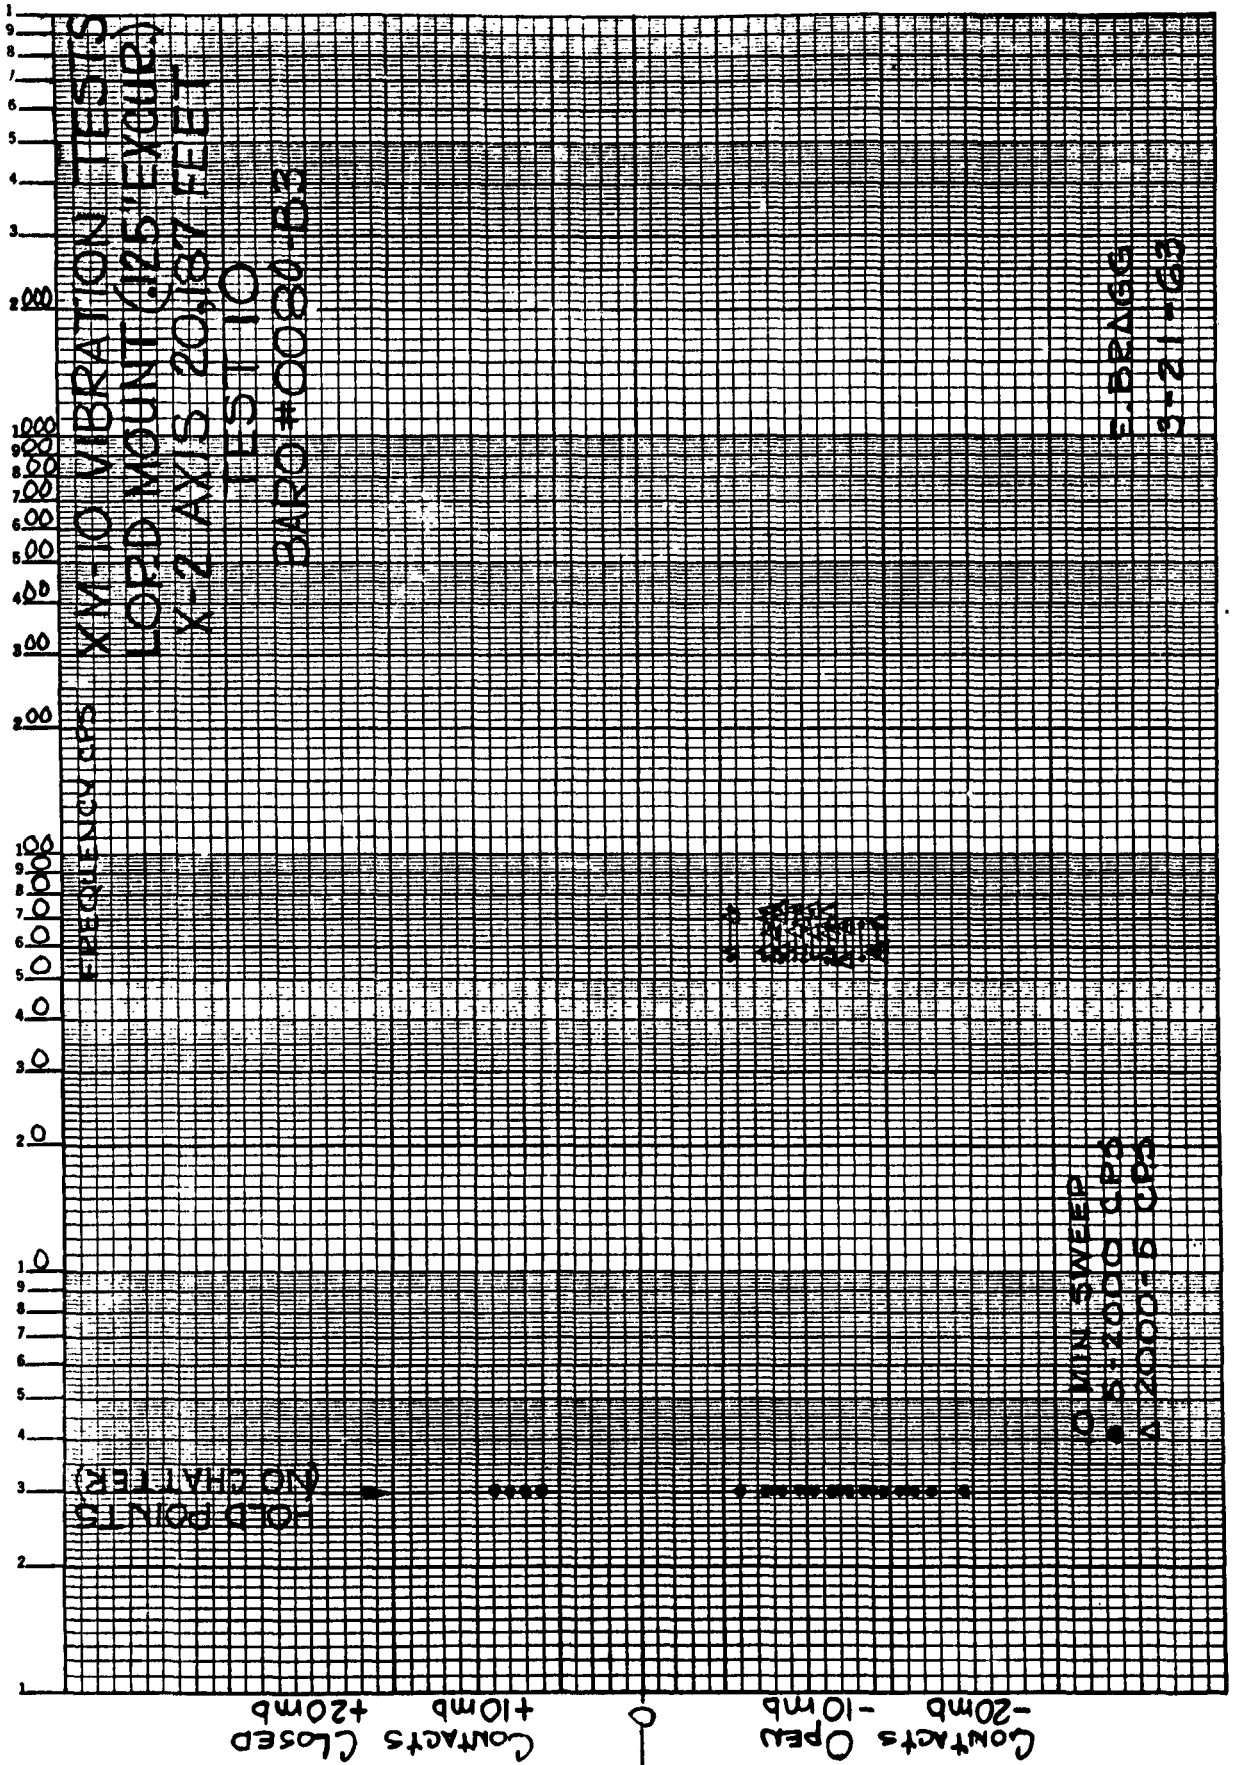 XM-10 VIBRATION TESTS
LORD MOUNT (.125" EXCUR.)
X-2 AXIS 20,187 FEET
TEST 10
BARO #0080-B3
FREQUENCY CPS
1 2 3 4 5 6 7 8 9 10 20 30 40 50 60 70 80 90 100 200 300 400 500 600 700 800 900 1000 2000 3 4 5 6 7 8 9 1
HOLD POINTS
(NO CHATTER)
CONTACTS CLOSED
+20mb
+10mb
0
-10mb
-20mb
CONTACTS OPEN
10 MIN SWEEP
● 5-2000 CPS
Δ 2000-5 CPS
E. BRAGG
3-21-63